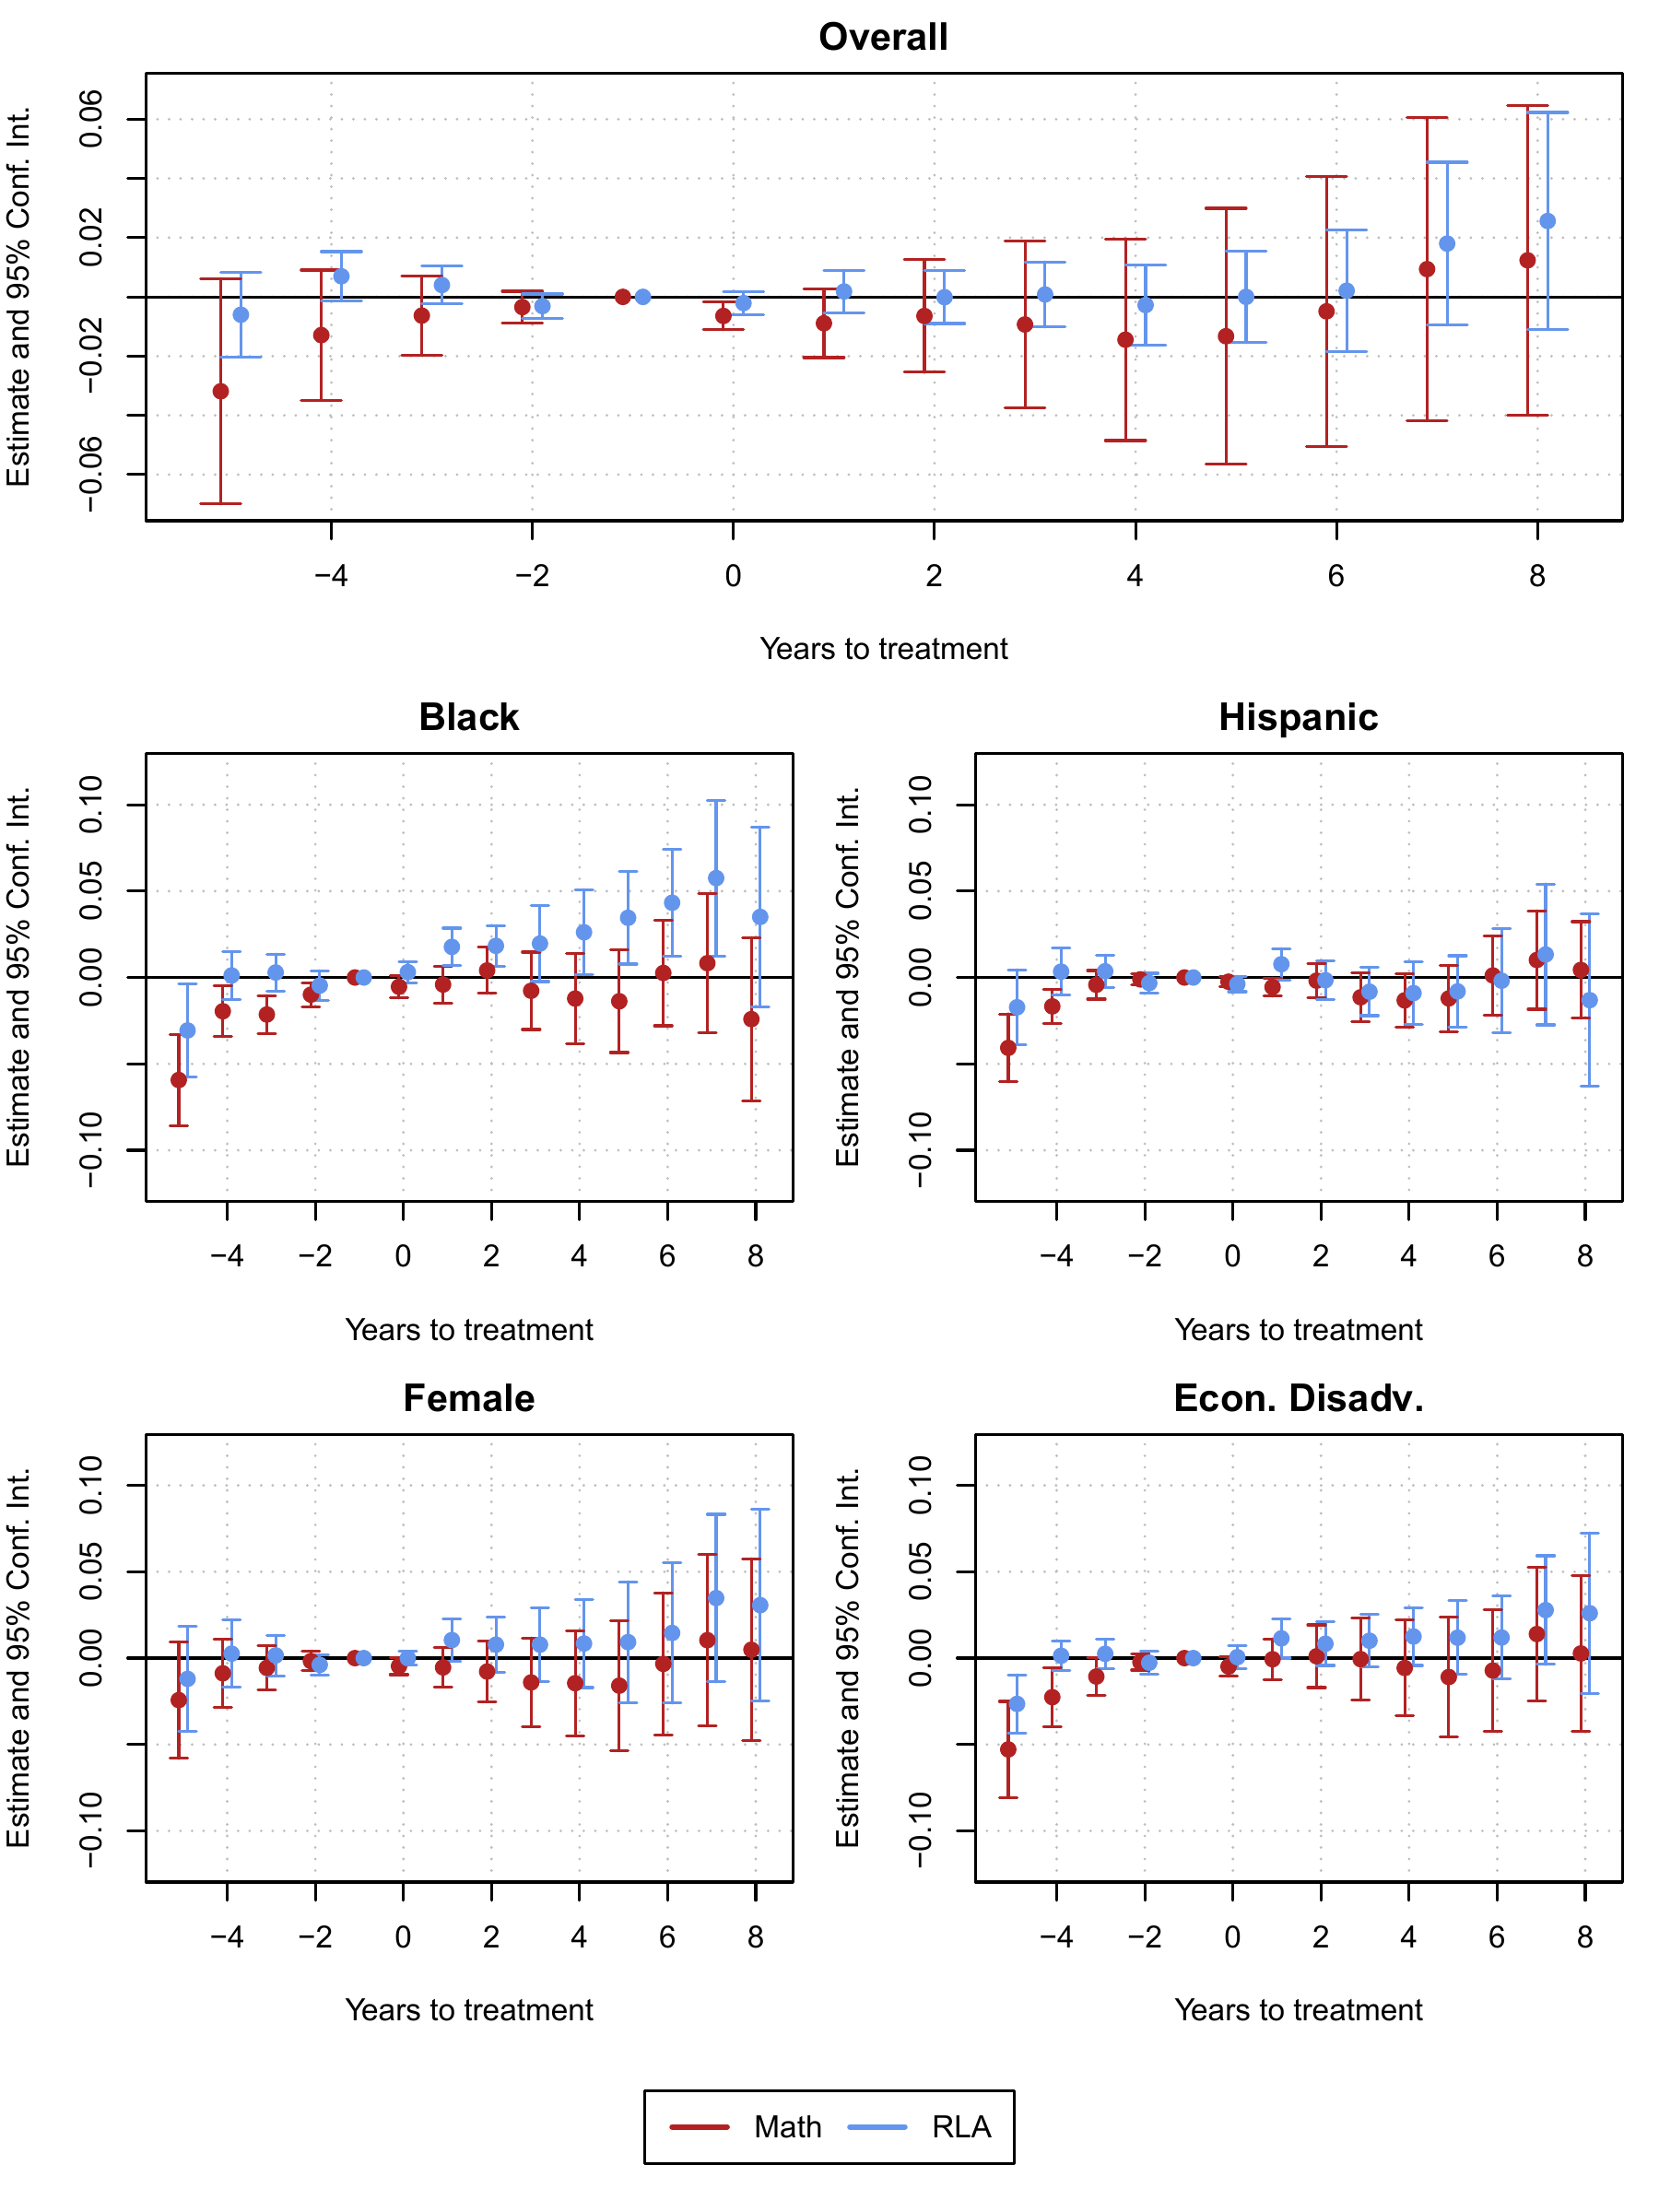 Overall
Estimate and 95% Conf. Int.
0.06
0.02
−0.02
−0.06
−4 −2 0 2 4 6 8
Years to treatment
Black
Estimate and 95% Conf. Int.
0.10
0.05
0.00
−0.10
−4 −2 0 2 4 6 8
Years to treatment
Hispanic
Estimate and 95% Conf. Int.
0.10
0.05
0.00
−0.10
−4 −2 0 2 4 6 8
Years to treatment
Female
Estimate and 95% Conf. Int.
0.10
0.05
0.00
−0.10
−4 −2 0 2 4 6 8
Years to treatment
Econ. Disadv.
Estimate and 95% Conf. Int.
0.10
0.05
0.00
−0.10
−4 −2 0 2 4 6 8
Years to treatment
Math RLA